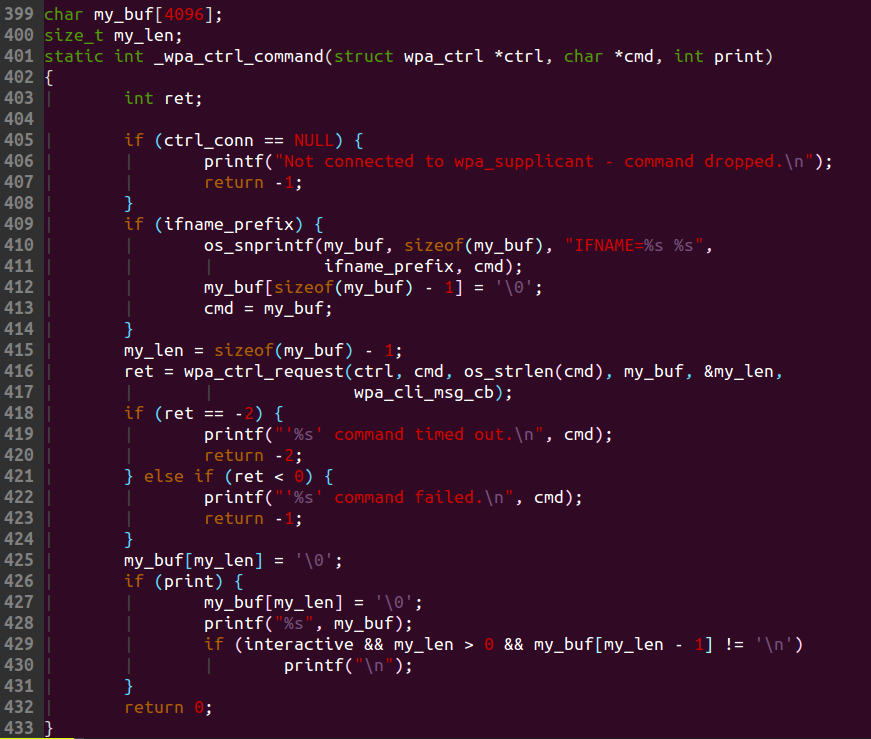 399 char my_buf[4096];
400 size_t my_len;
401 static int _wpa_ctrl_command(struct wpa_ctrl *ctrl, char *cmd, int print)
402 {
403 |       int ret;
404
405 |       if (ctrl_conn == NULL) {
406 |       |       printf("Not connected to wpa_supplicant - command dropped.\n");
407 |       |       return -1;
408 |       }
409 |       if (ifname_prefix) {
410 |       |       os_snprintf(my_buf, sizeof(my_buf), "IFNAME=%s %s",
411 |       |       |           ifname_prefix, cmd);
412 |       |       my_buf[sizeof(my_buf) - 1] = '\0';
413 |       |       cmd = my_buf;
414 |       }
415 |       my_len = sizeof(my_buf) - 1;
416 |       ret = wpa_ctrl_request(ctrl, cmd, os_strlen(cmd), my_buf, &my_len,
417 |       |       |              wpa_cli_msg_cb);
418 |       if (ret == -2) {
419 |       |       printf("'%s' command timed out.\n", cmd);
420 |       |       return -2;
421 |       } else if (ret < 0) {
422 |       |       printf("'%s' command failed.\n", cmd);
423 |       |       return -1;
424 |       }
425 |       my_buf[my_len] = '\0';
426 |       if (print) {
427 |       |       my_buf[my_len] = '\0';
428 |       |       printf("%s", my_buf);
429 |       |       if (interactive && my_len > 0 && my_buf[my_len - 1] != '\n')
430 |       |       |       printf("\n");
431 |       }
432 |       return 0;
433 }